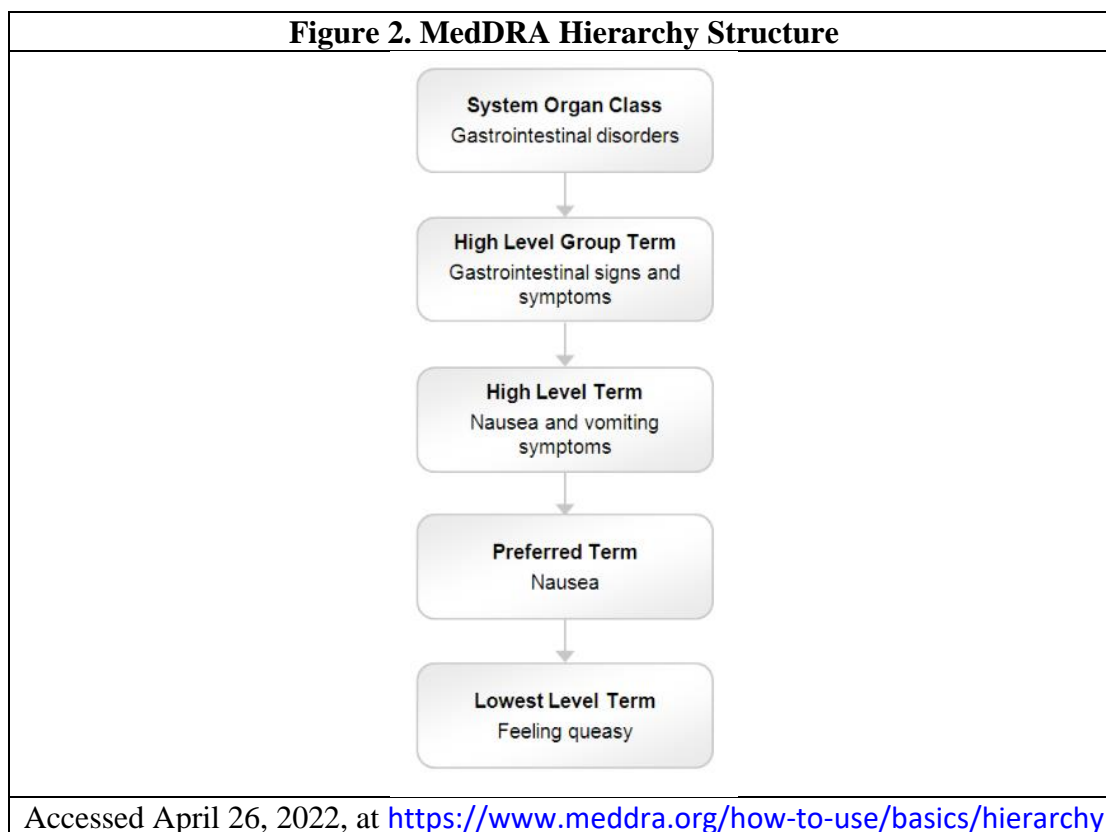 Figure 2. MedDRA Hierarchy Structure
System Organ Class
Gastrointestinal disorders
High Level Group Term
Gastrointestinal signs and
symptoms
High Level Term
Nausea and vomiting
symptoms
Preferred Term
Nausea
Lowest Level Term
Feeling queasy
Accessed April 26, 2022, at https://www.meddra.org/how-to-use/basics/hierarchy